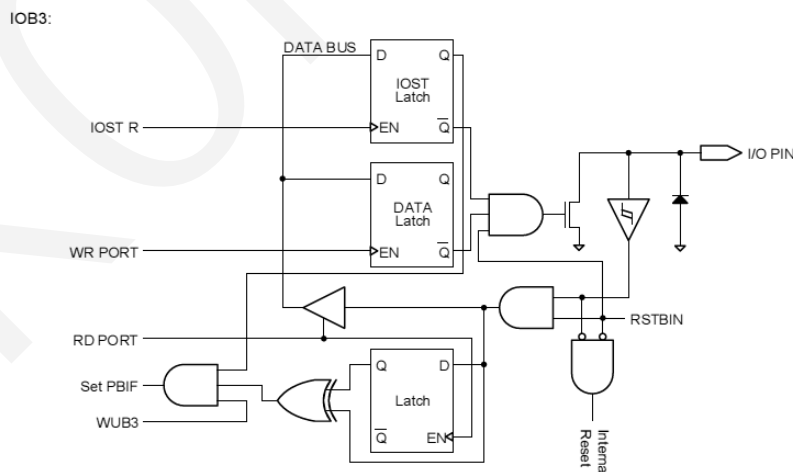 IOB3:
DATA BUS
D
Q
IOST
Latch
IOST R
EN
Q
I/O PIN
D
Q
DATA
Latch
WR PORT
EN
Q
RD PORT
RSTBIN
Set PBIF
Q
D
Latch
WUB3
Q
EN
Interna
Reset